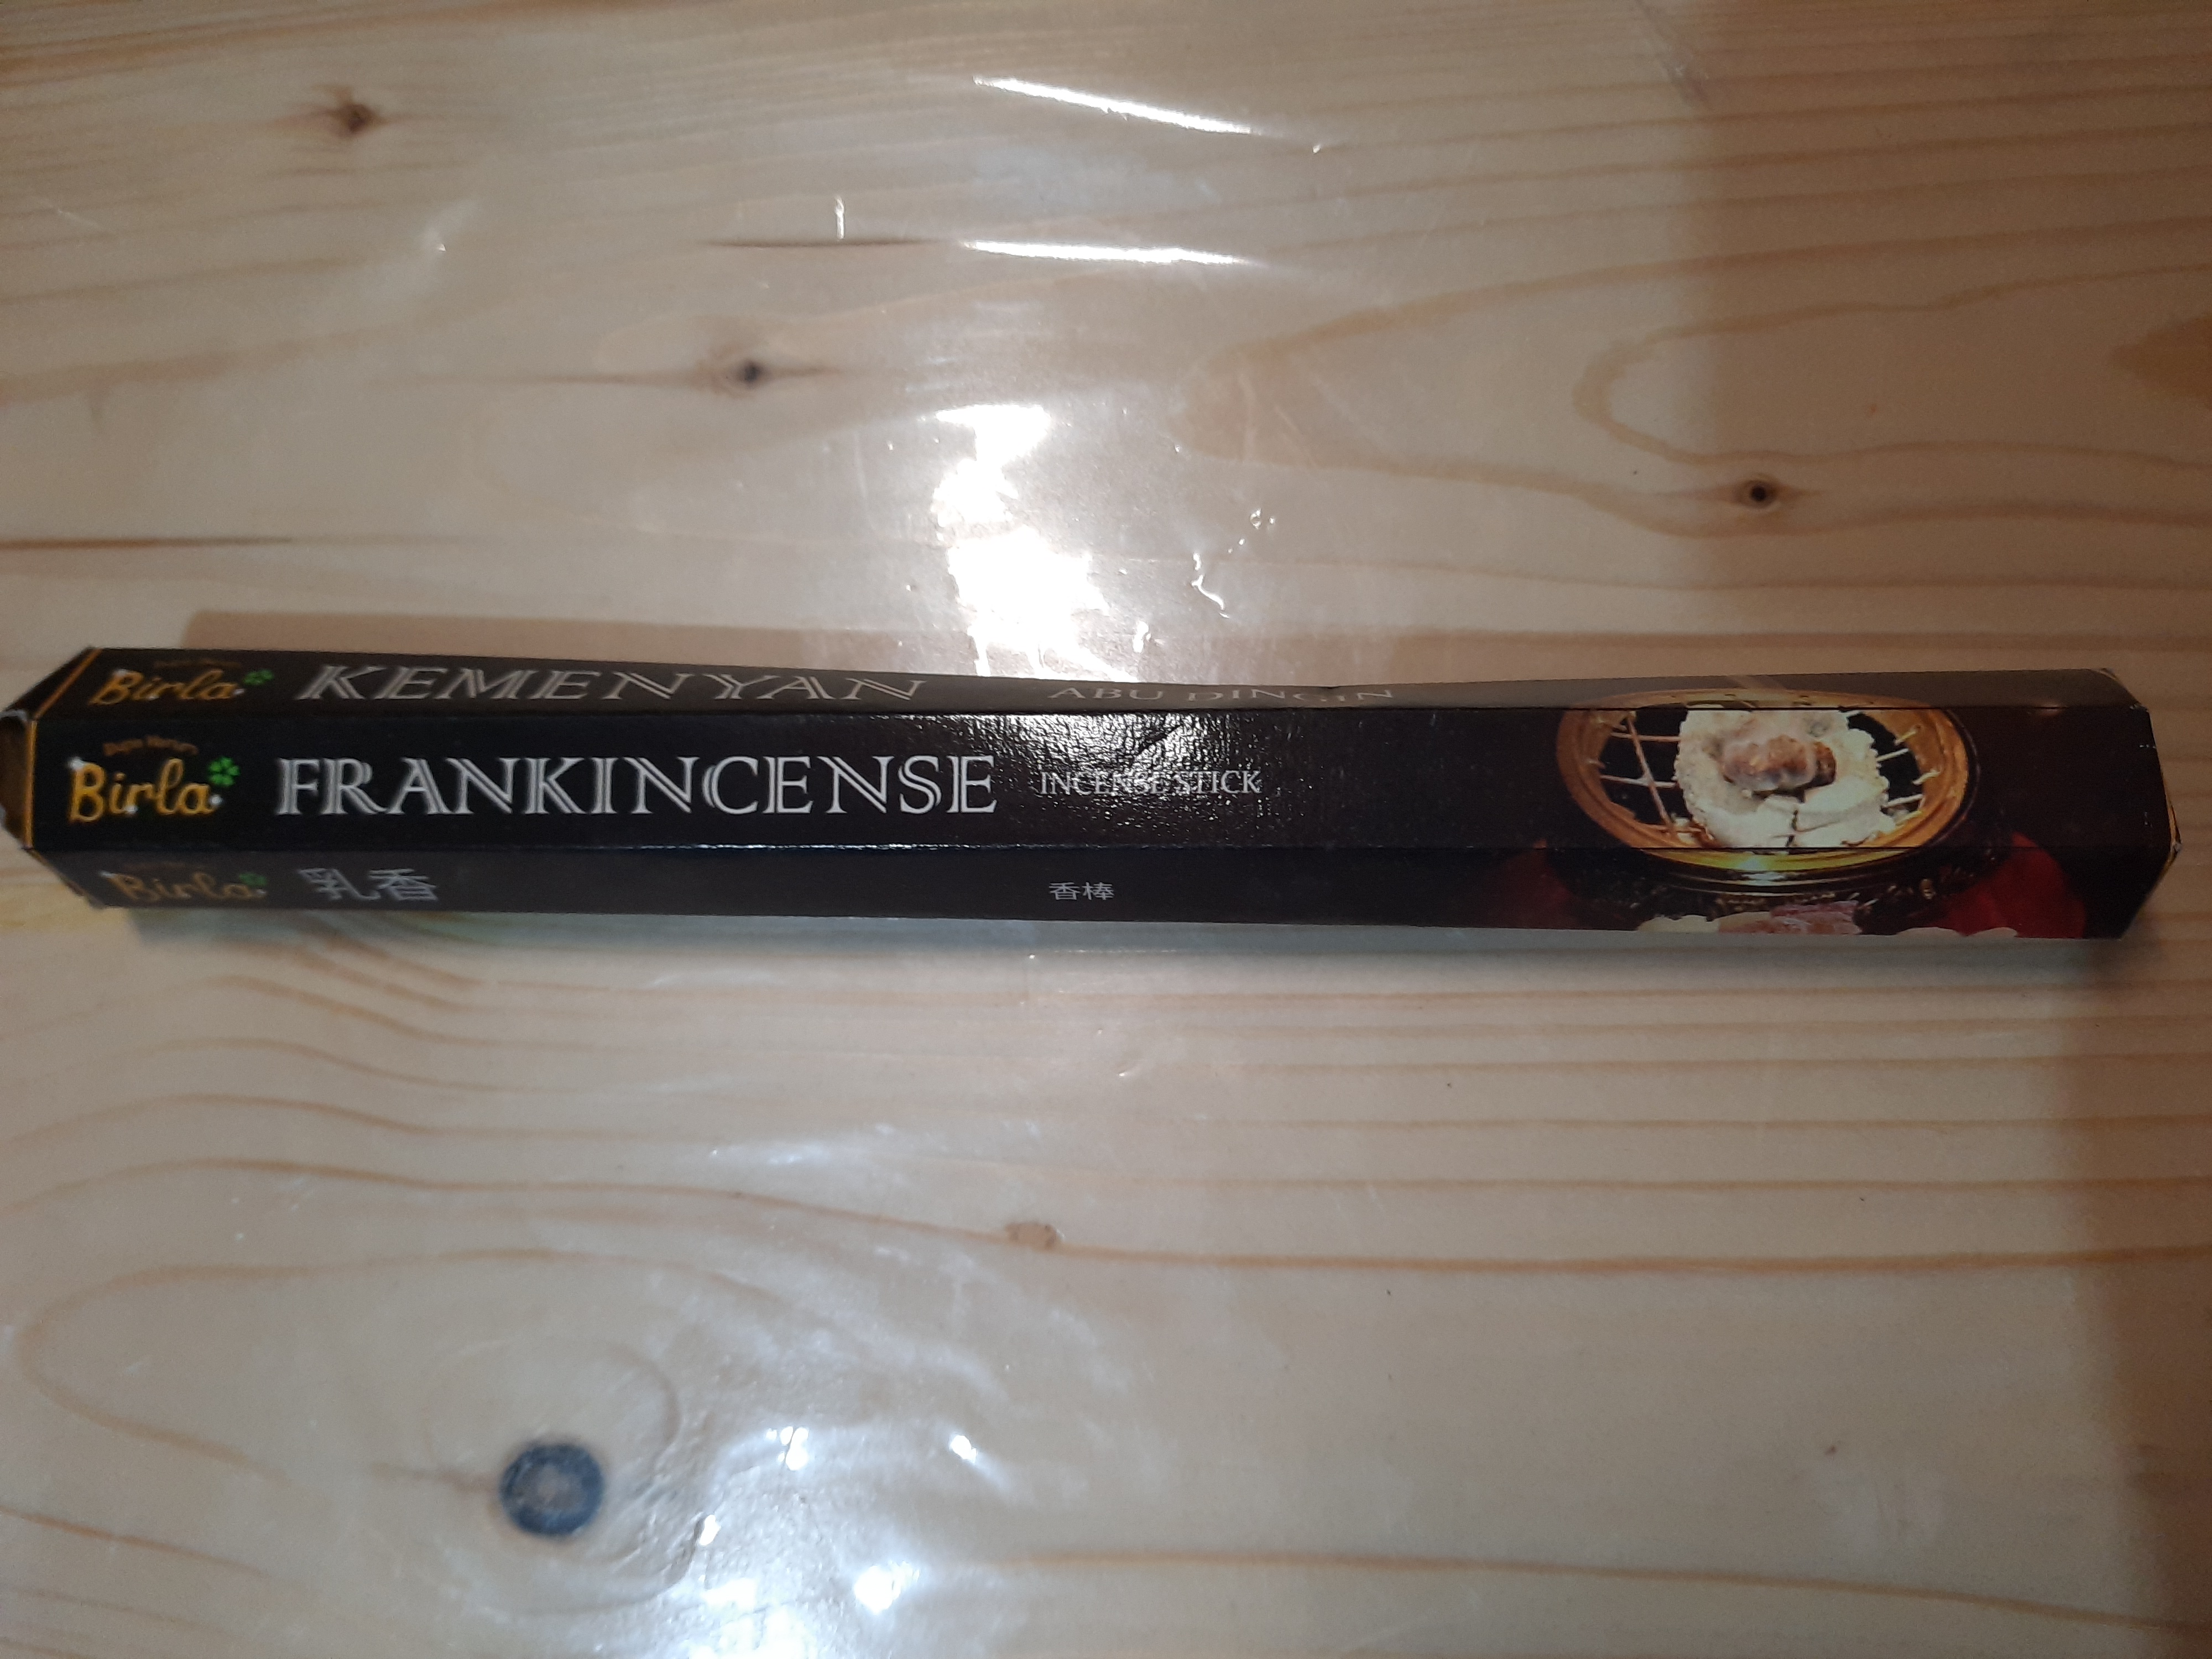 Birla KEMENYAN ABU DINGIN
Birla FRANKINCENSE INCENSE STICK
Birla 乳香 香棒